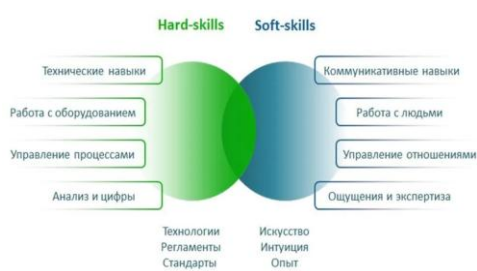 Hard-skills
Soft-skills
Технические навыки
Коммуникативные навыки
Работа с оборудованием
Работа с людьми
Управление процессами
Управление отношениями
Анализ и цифры
Ощущения и экспертиза
Технологии
Регламенты
Стандарты
Искусство
Интуиция
Опыт